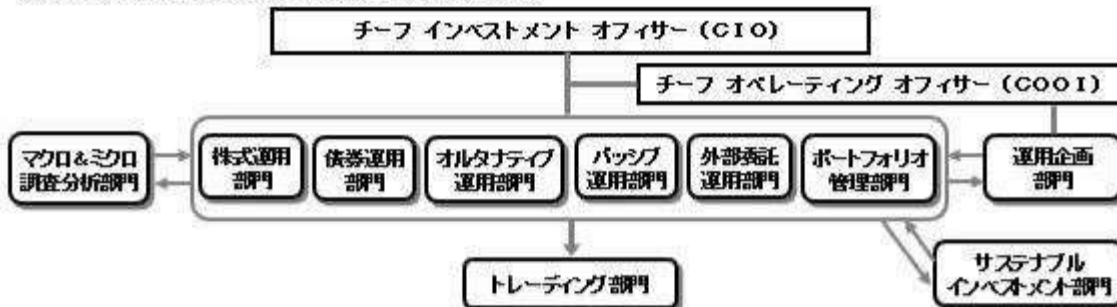 チーフ インベストメント オフィサー (CIO)
チーフ オペレーティング オフィサー (COOI)
マクロ&ミクロ
調査分析部門
株式運用
部門
債券運用
部門
オルタナティブ
運用部門
パッシブ
運用部門
外部委託
運用部門
ポートフォリオ
管理部門
運用企画
部門
トレーディング部門
サステナブル
インベストメント部門